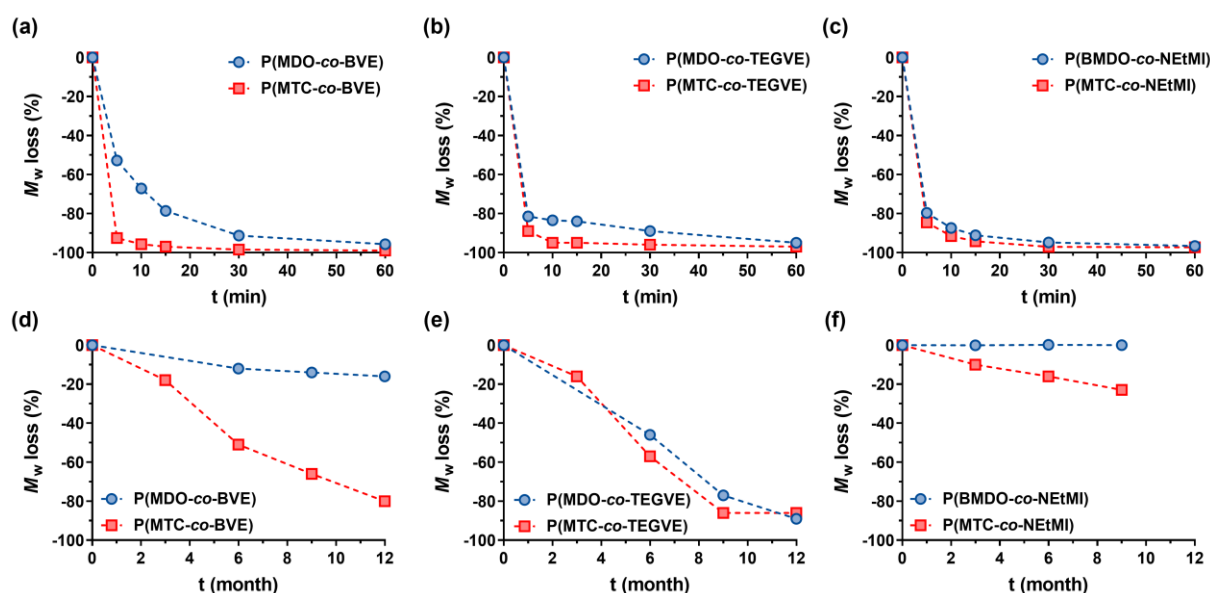 (a)
P(MDO-co-BVE)
P(MTC-co-BVE)
0
-20
-40
-60
-80
-100
Mw loss (%)
0 10 20 30 40 50 60
t (min)
(b)
P(MDO-co-TEGVE)
P(MTC-co-TEGVE)
0
-20
-40
-60
-80
-100
Mw loss (%)
0 10 20 30 40 50 60
t (min)
(c)
P(BMDO-co-NEtMI)
P(MTC-co-NEtMI)
0
-20
-40
-60
-80
-100
Mw loss (%)
0 10 20 30 40 50 60
t (min)
(d)
0
-20
-40
-60
-80
-100
Mw loss (%)
P(MDO-co-BVE)
P(MTC-co-BVE)
0 2 4 6 8 10 12
t (month)
(e)
0
-20
-40
-60
-80
-100
Mw loss (%)
P(MDO-co-TEGVE)
P(MTC-co-TEGVE)
0 2 4 6 8 10 12
t (month)
(f)
0
-20
-40
-60
-80
-100
Mw loss (%)
P(BMDO-co-NEtMI)
P(MTC-co-NEtMI)
0 2 4 6 8 10 12
t (month)